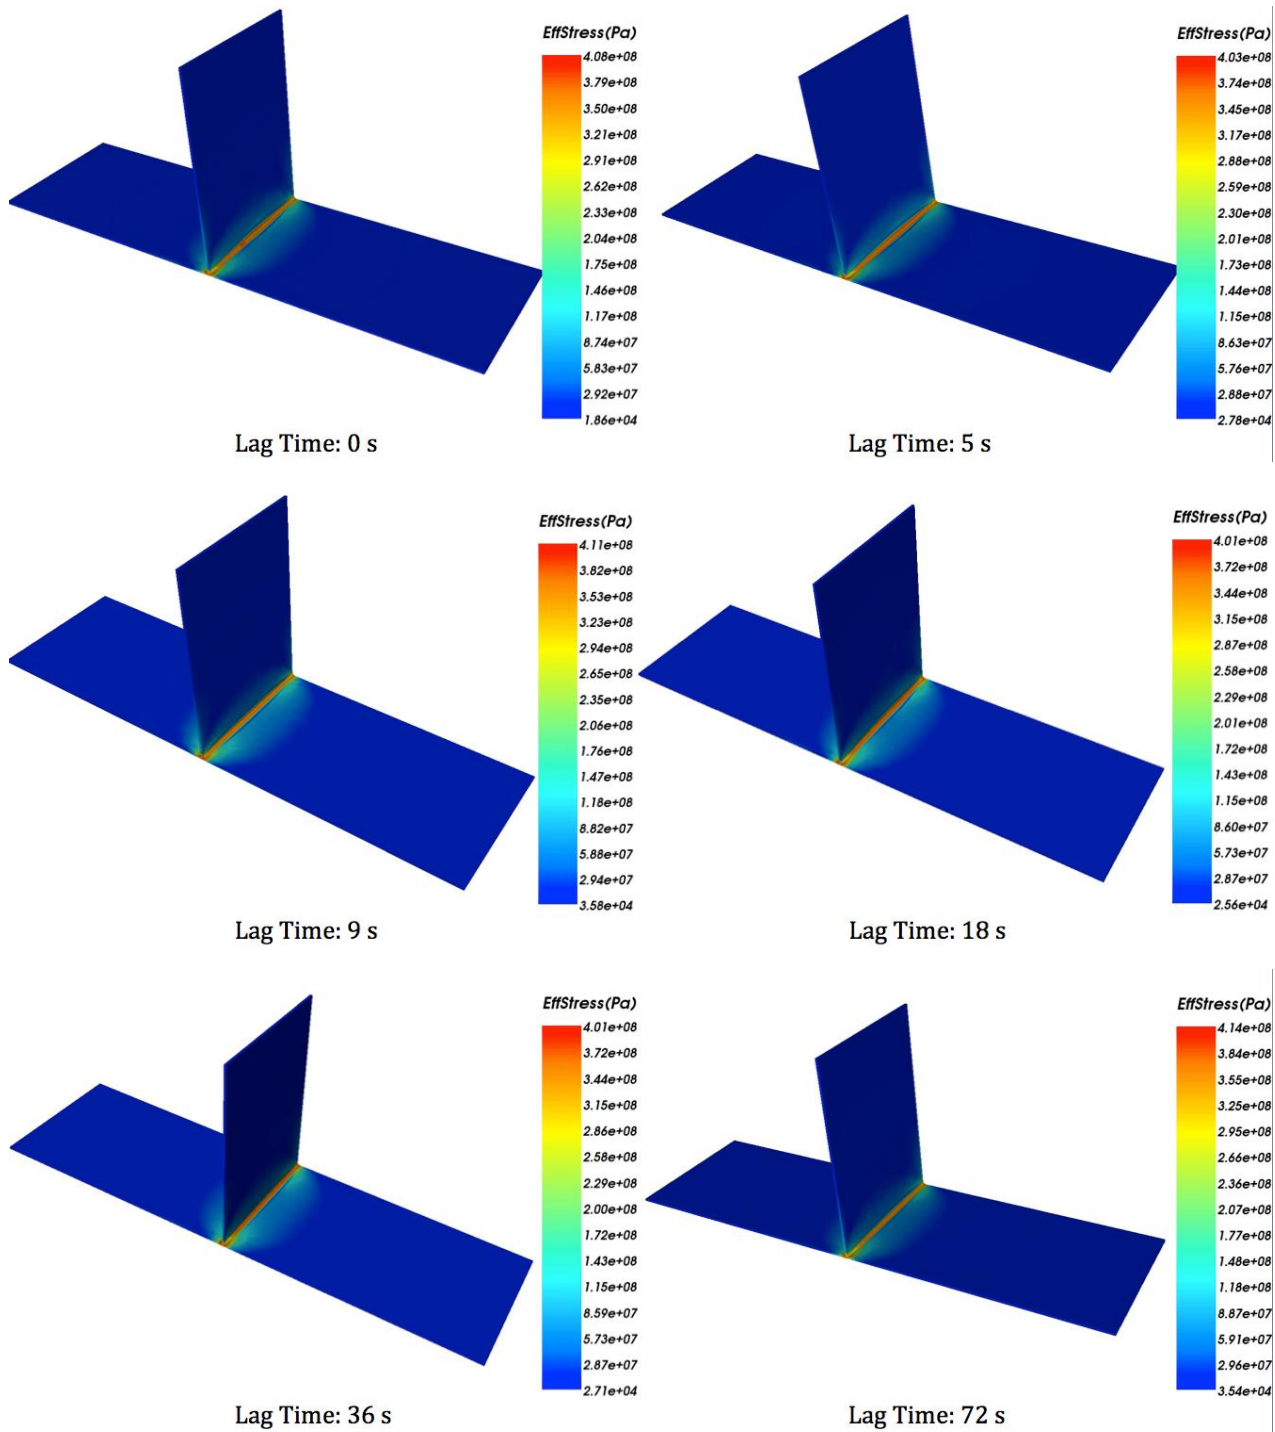 EffStress(Pa)
4.08e+08
3.79e+08
3.50e+08
3.21e+08
2.91e+08
2.62e+08
2.33e+08
2.04e+08
1.75e+08
1.46e+08
1.17e+08
8.74e+07
5.83e+07
2.92e+07
1.86e+04
Lag Time: 0 s
EffStress(Pa)
4.03e+08
3.74e+08
3.45e+08
3.17e+08
2.88e+08
2.59e+08
2.30e+08
2.01e+08
1.73e+08
1.44e+08
1.15e+08
8.63e+07
5.76e+07
2.88e+07
2.78e+04
Lag Time: 5 s
EffStress(Pa)
4.11e+08
3.82e+08
3.53e+08
3.23e+08
2.94e+08
2.65e+08
2.35e+08
2.06e+08
1.76e+08
1.47e+08
1.18e+08
8.82e+07
5.88e+07
2.94e+07
3.58e+04
Lag Time: 9 s
EffStress(Pa)
4.01e+08
3.72e+08
3.44e+08
3.15e+08
2.87e+08
2.58e+08
2.29e+08
2.01e+08
1.72e+08
1.43e+08
1.15e+08
8.60e+07
5.73e+07
2.87e+07
2.56e+04
Lag Time: 18 s
EffStress(Pa)
4.01e+08
3.72e+08
3.44e+08
3.15e+08
2.86e+08
2.58e+08
2.29e+08
2.00e+08
1.72e+08
1.43e+08
1.15e+08
8.59e+07
5.73e+07
2.87e+07
2.71e+04
Lag Time: 36 s
EffStress(Pa)
4.14e+08
3.84e+08
3.55e+08
3.25e+08
2.95e+08
2.66e+08
2.36e+08
2.07e+08
1.77e+08
1.48e+08
1.18e+08
8.87e+07
5.91e+07
2.96e+07
3.54e+04
Lag Time: 72 s